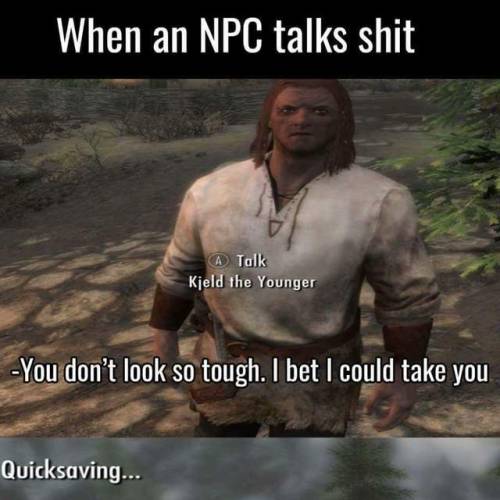 When an NPC talks shit
A Talk
Kjeld the Younger
-You don't look so tough. I bet I could take you
Quicksaving...